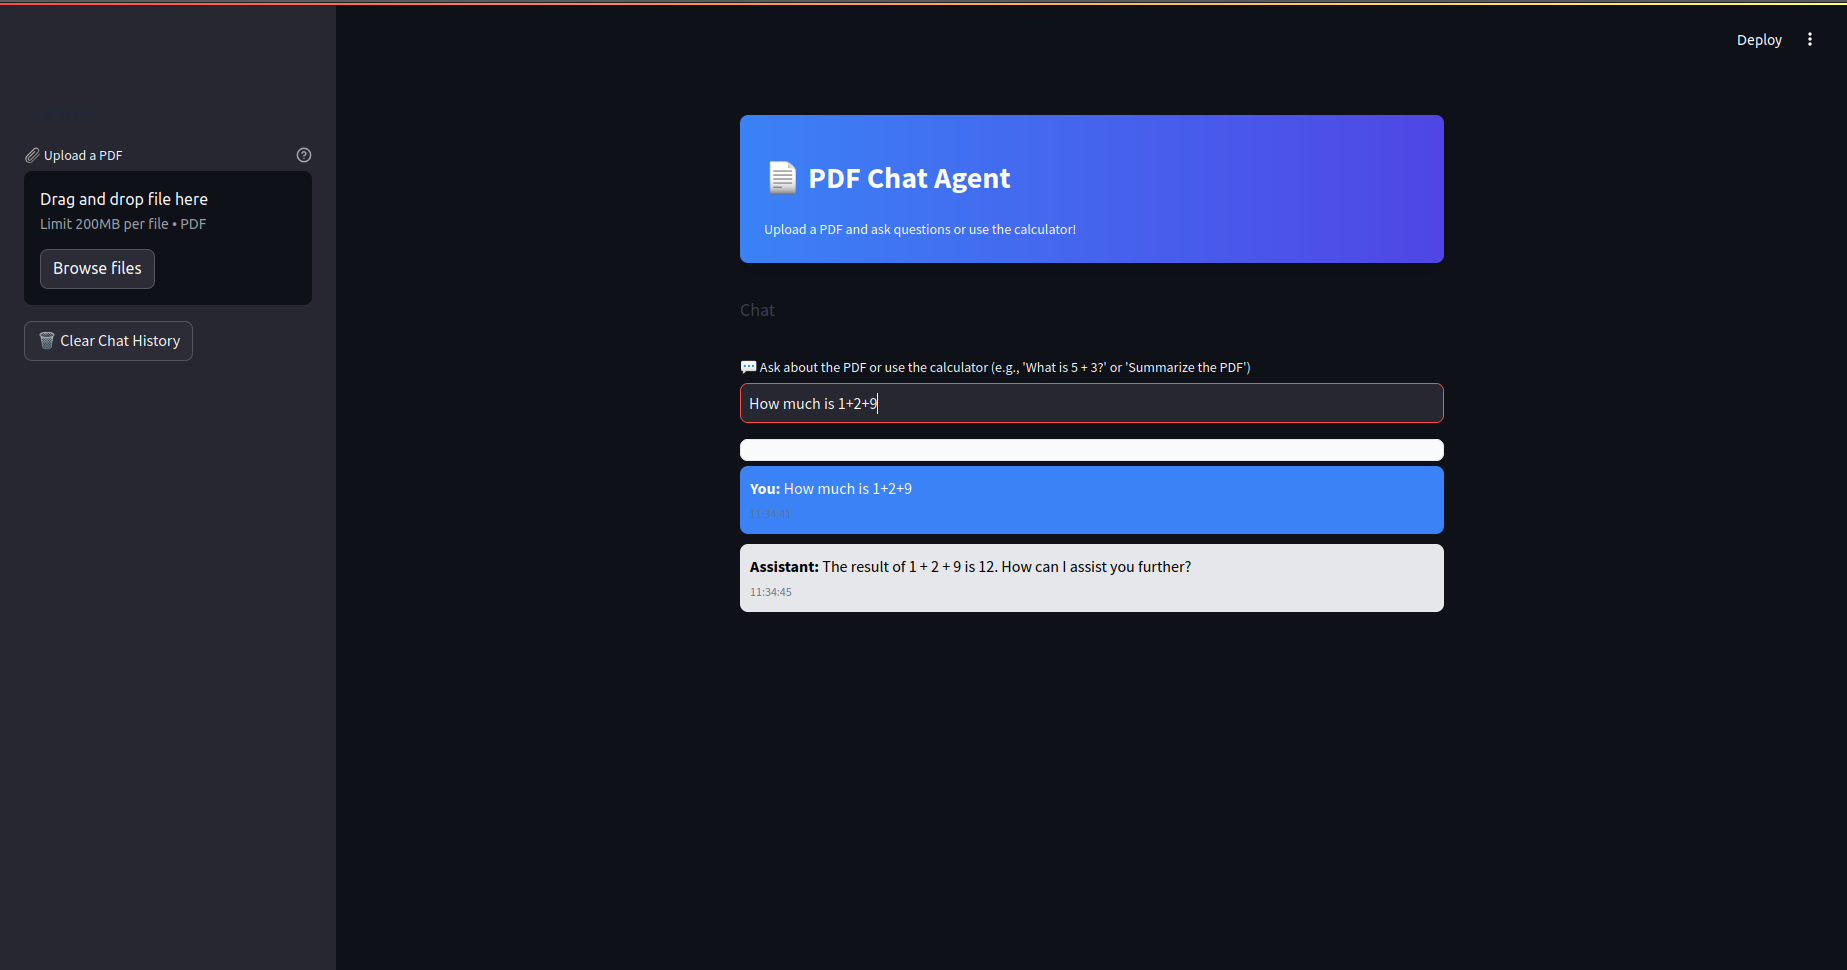 Deploy
Upload a PDF
Drag and drop file here
Limit 200MB per file • PDF
Browse files
Clear Chat History
PDF Chat Agent
Upload a PDF and ask questions or use the calculator!
Chat
Ask about the PDF or use the calculator (e.g., 'What is 5 + 3?' or 'Summarize the PDF')
How much is 1+2+9
You: How much is 1+2+9
11:34:41
Assistant: The result of 1 + 2 + 9 is 12. How can I assist you further?
11:34:45